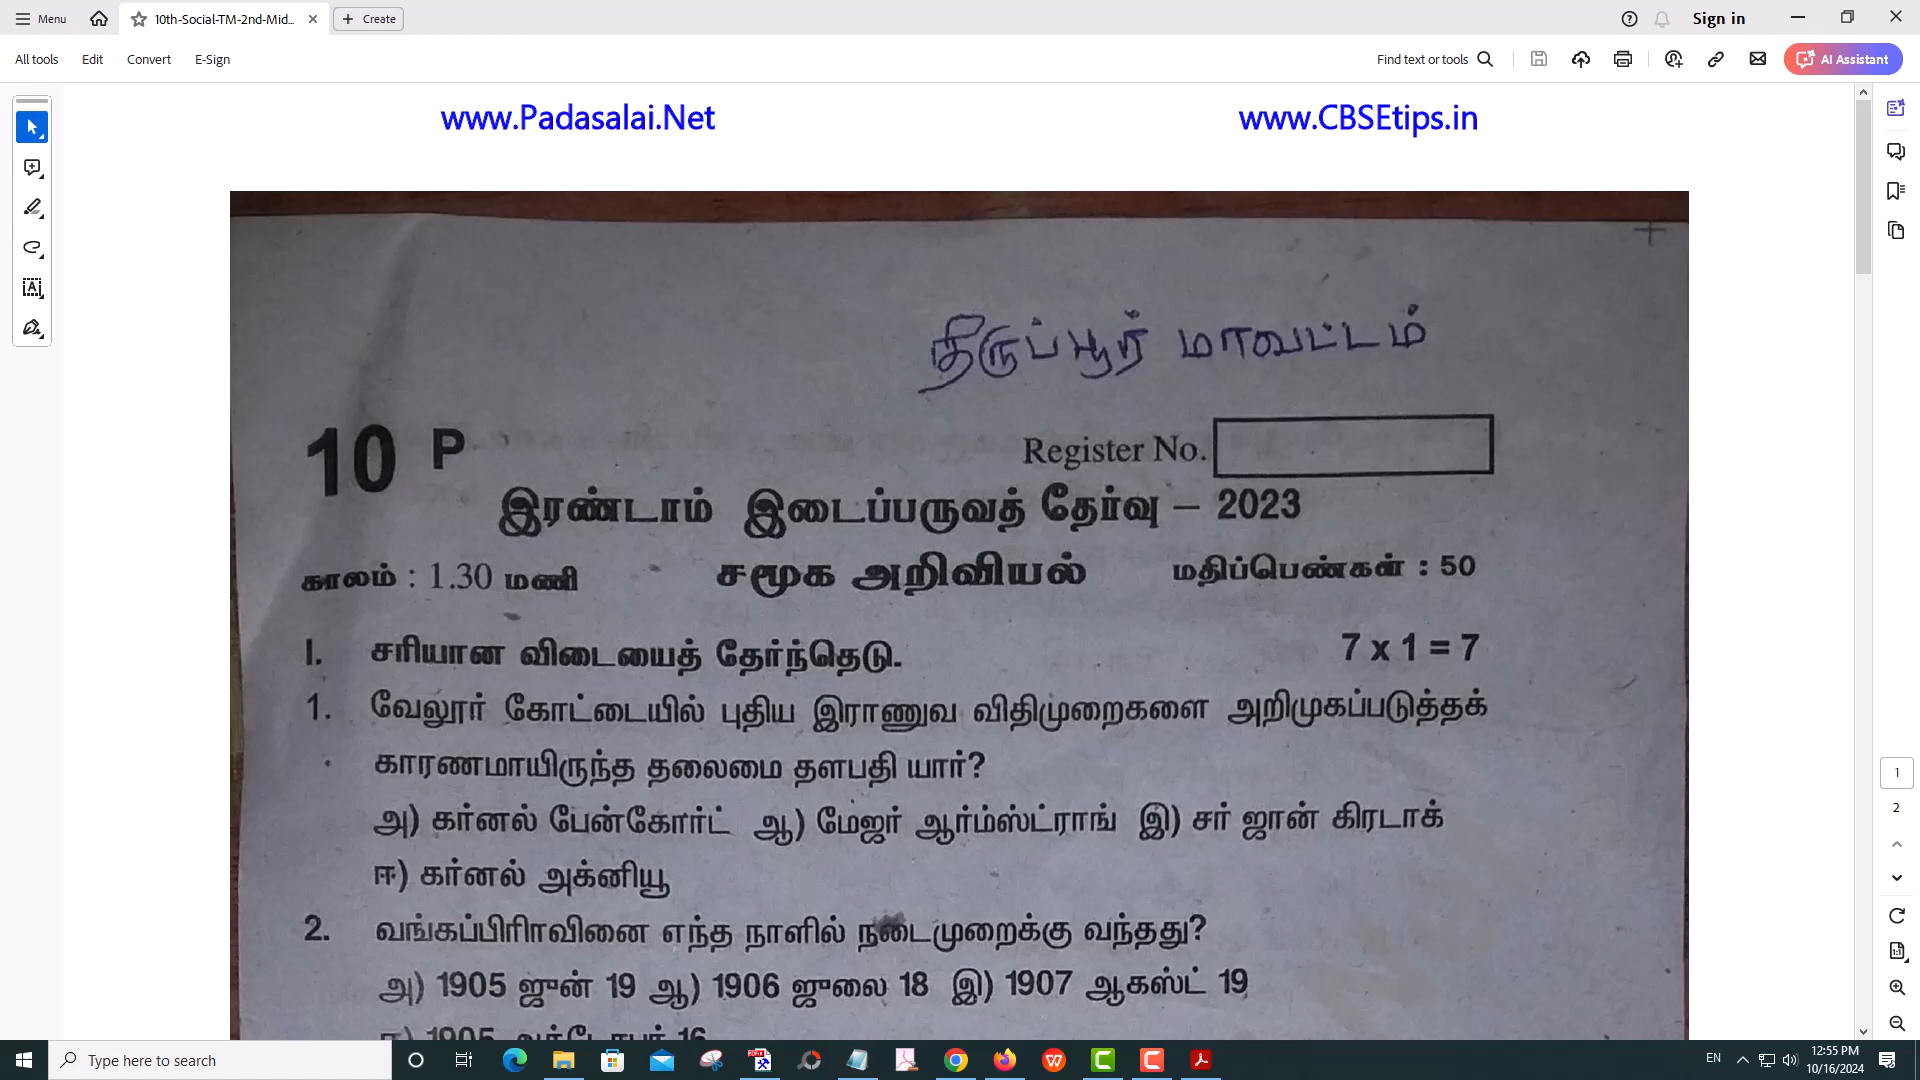 Menu 10th-Social-TM-2nd-Mid... Create Sign in
All tools Edit Convert E-Sign Find text or tools AI Assistant
www.Padasalai.Net www.CBSEtips.in
திருப்பூர் மாவட்டம்
10 P Register No.
இரண்டாம் இடைப்பருவத் தேர்வு – 2023
காலம் : 1.30 மணி சமூக அறிவியல் மதிப்பெண்கள் : 50
I. சரியான விடையைத் தேர்ந்தெடு. 7 x 1 = 7
1. வேலூர் கோட்டையில் புதிய இராணுவ விதிமுறைகளை அறிமுகப்படுத்தக்
காரணமாயிருந்த தலைமை தளபதி யார்?
அ) கர்னல் பேன்கோர்ட் ஆ) மேஜர் ஆர்ம்ஸ்ட்ராங் இ) சர் ஜான் கிரடாக்
ஈ) கர்னல் அக்னியூ
2. வங்கப்பிரிாவினை எந்த நாளில் நடைமுறைக்கு வந்தது?
அ) 1905 ஜுன் 19 ஆ) 1906 ஜுலை 18 இ) 1907 ஆகஸ்ட் 19
1
2
Type here to search EN 12:55 PM
10/16/2024